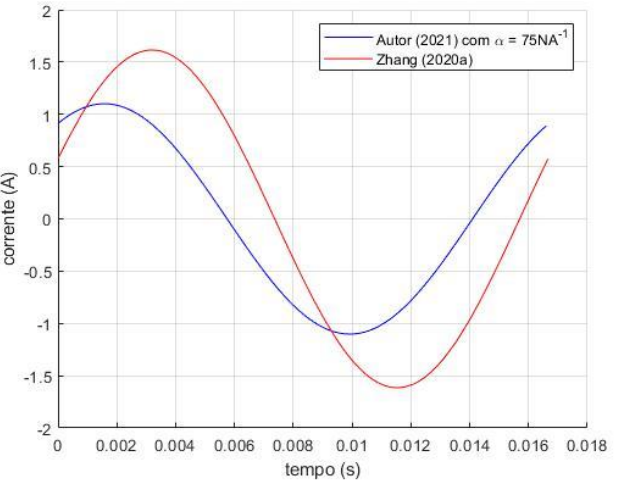 2
1.5
1
0.5
0
-0.5
-1
-1.5
-2
corrente (A)
Autor (2021) com α = 75NA⁻¹
Zhang (2020a)
0 0.002 0.004 0.006 0.008 0.01 0.012 0.014 0.016 0.018
tempo (s)